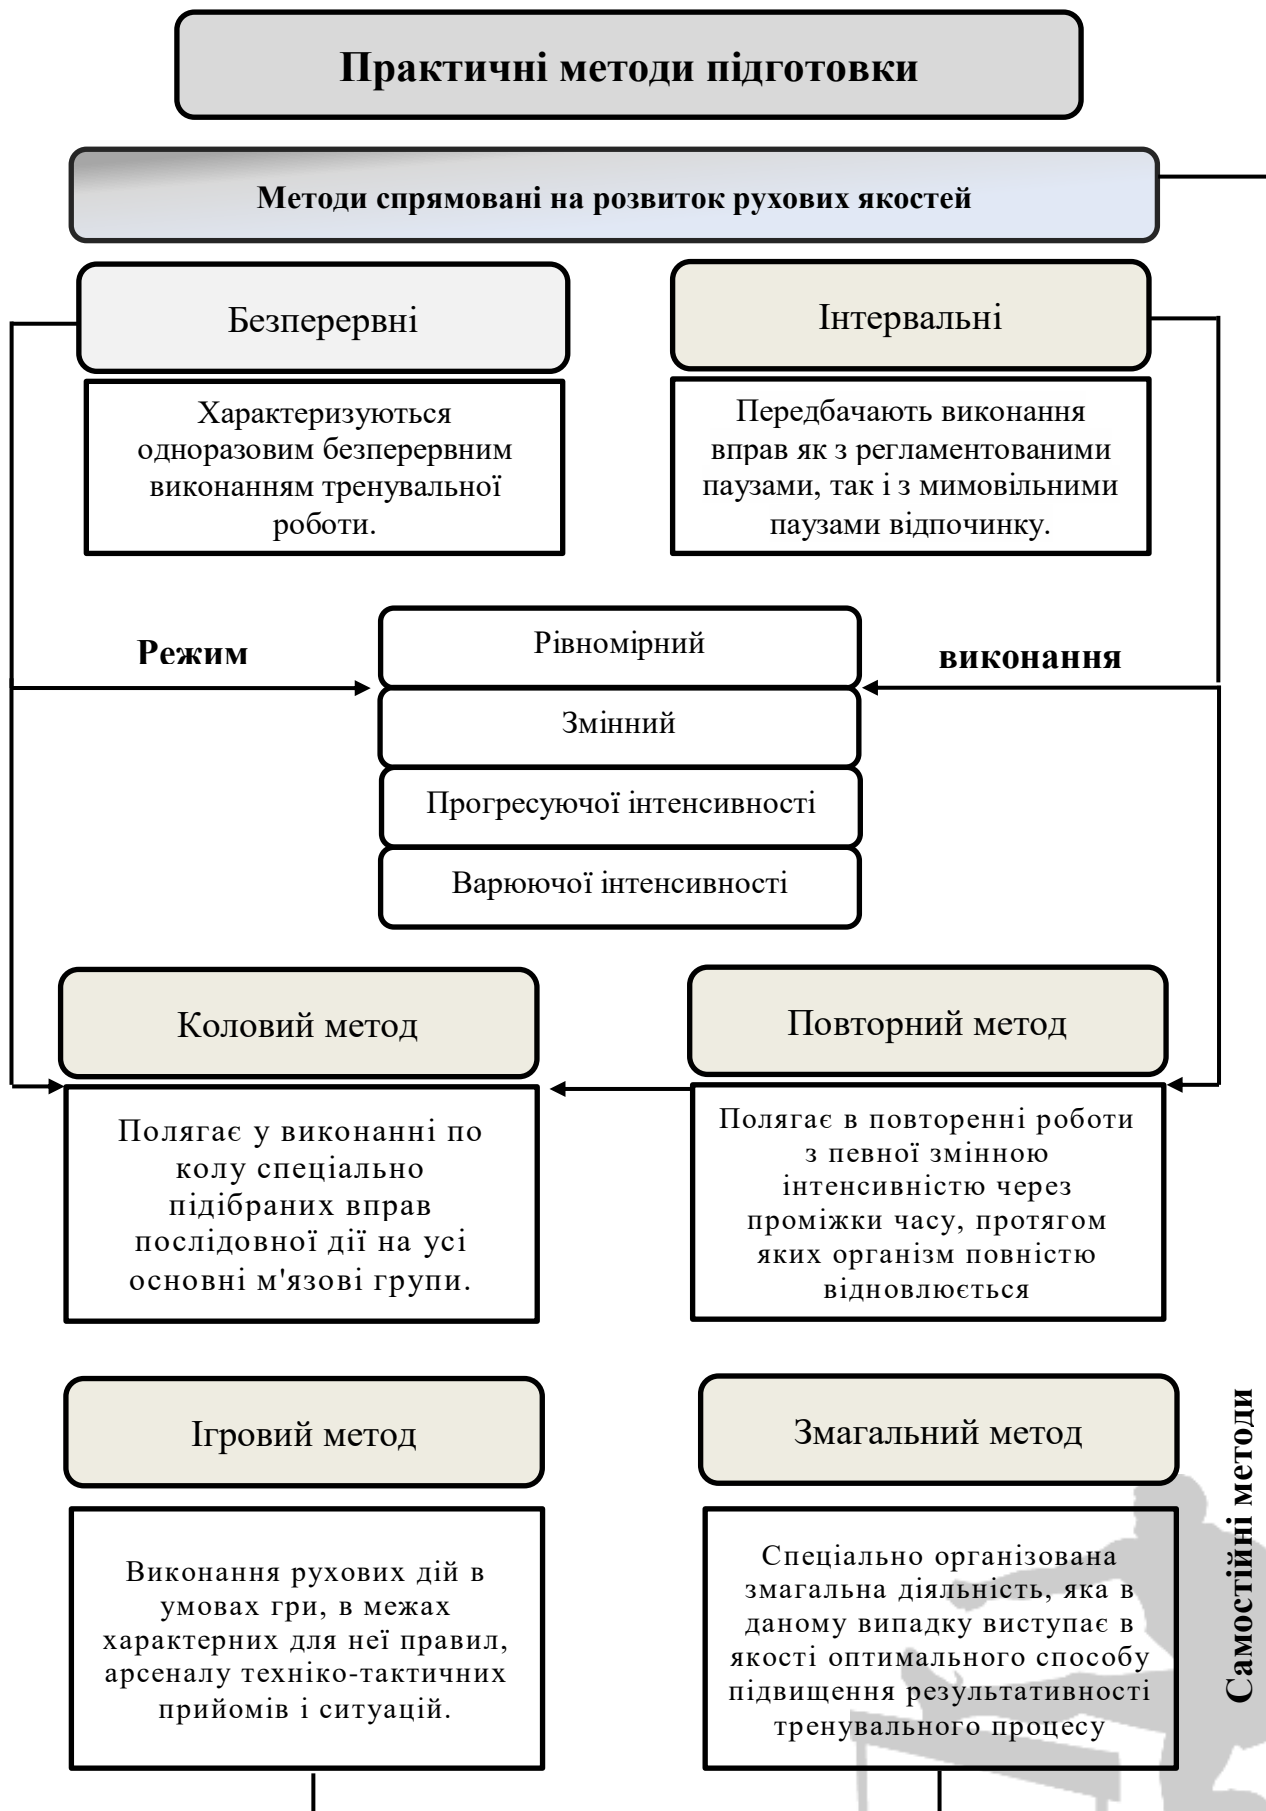 Практичні методи підготовки
Методи спрямовані на розвиток рухових якостей
Безперервні
Характеризуються
одноразовим безперервним
виконанням тренувальної
роботи.
Інтервальні
Передбачають виконання
вправ як з регламентованими
паузами, так і з мимовільними
паузами відпочинку.
Режим
виконання
Рівномірний
Змінний
Прогресуючої інтенсивності
Варюючої інтенсивності
Коловий метод
Полягає у виконанні по
колу спеціально
підібраних вправ
послідовної дії на усі
основні м'язові групи.
Повторний метод
Полягає в повторенні роботи
з певної змінною
інтенсивністю через
проміжки часу, протягом
яких організм повністю
відновлюється
Ігровий метод
Виконання рухових дій в
умовах гри, в межах
характерних для неї правил,
арсеналу техніко-тактичних
прийомів і ситуацій.
Змагальний метод
Спеціально організована
змагальна діяльність, яка в
даному випадку виступає в
якості оптимального способу
підвищення результативності
тренувального процесу
Самостійні методи